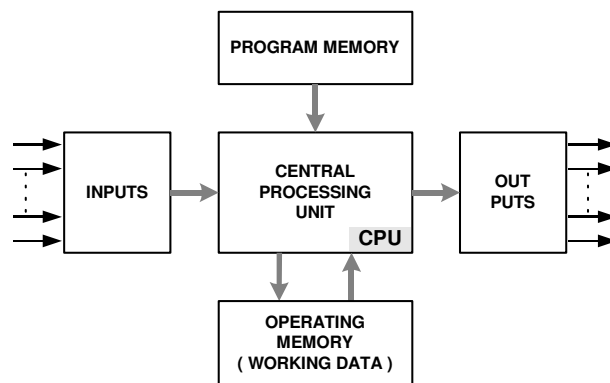 PROGRAM MEMORY
INPUTS
CENTRAL
PROCESSING
UNIT
CPU
OUT
PUTS
OPERATING
MEMORY
( WORKING DATA )